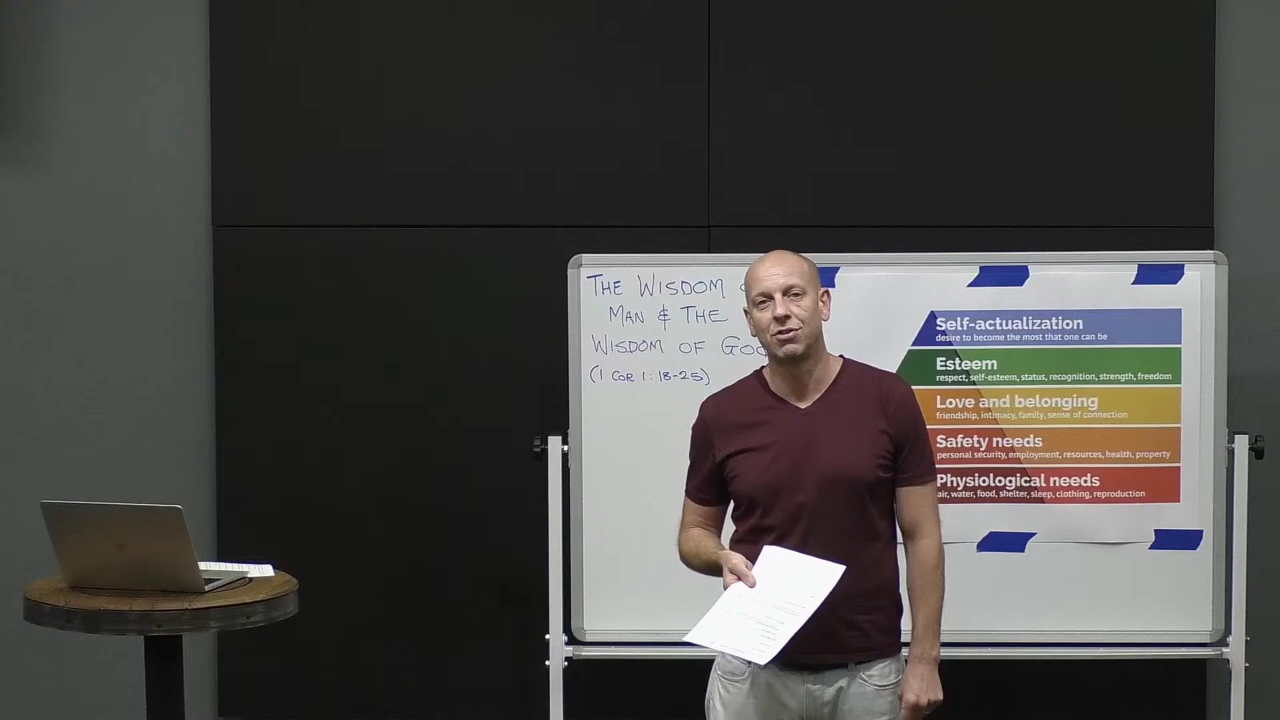 THE WISDOM
MAN & THE
WISDOM OF GOD
(1 COR 1:18-25)
Self-actualization
desire to become the most that one can be
Esteem
respect, self-esteem, status, recognition, strength, freedom
Love and belonging
friendship, intimacy, family, sense of connection
Safety needs
personal security, employment, resources, health, property
Physiological needs
air, water, food, shelter, sleep, clothing, reproduction